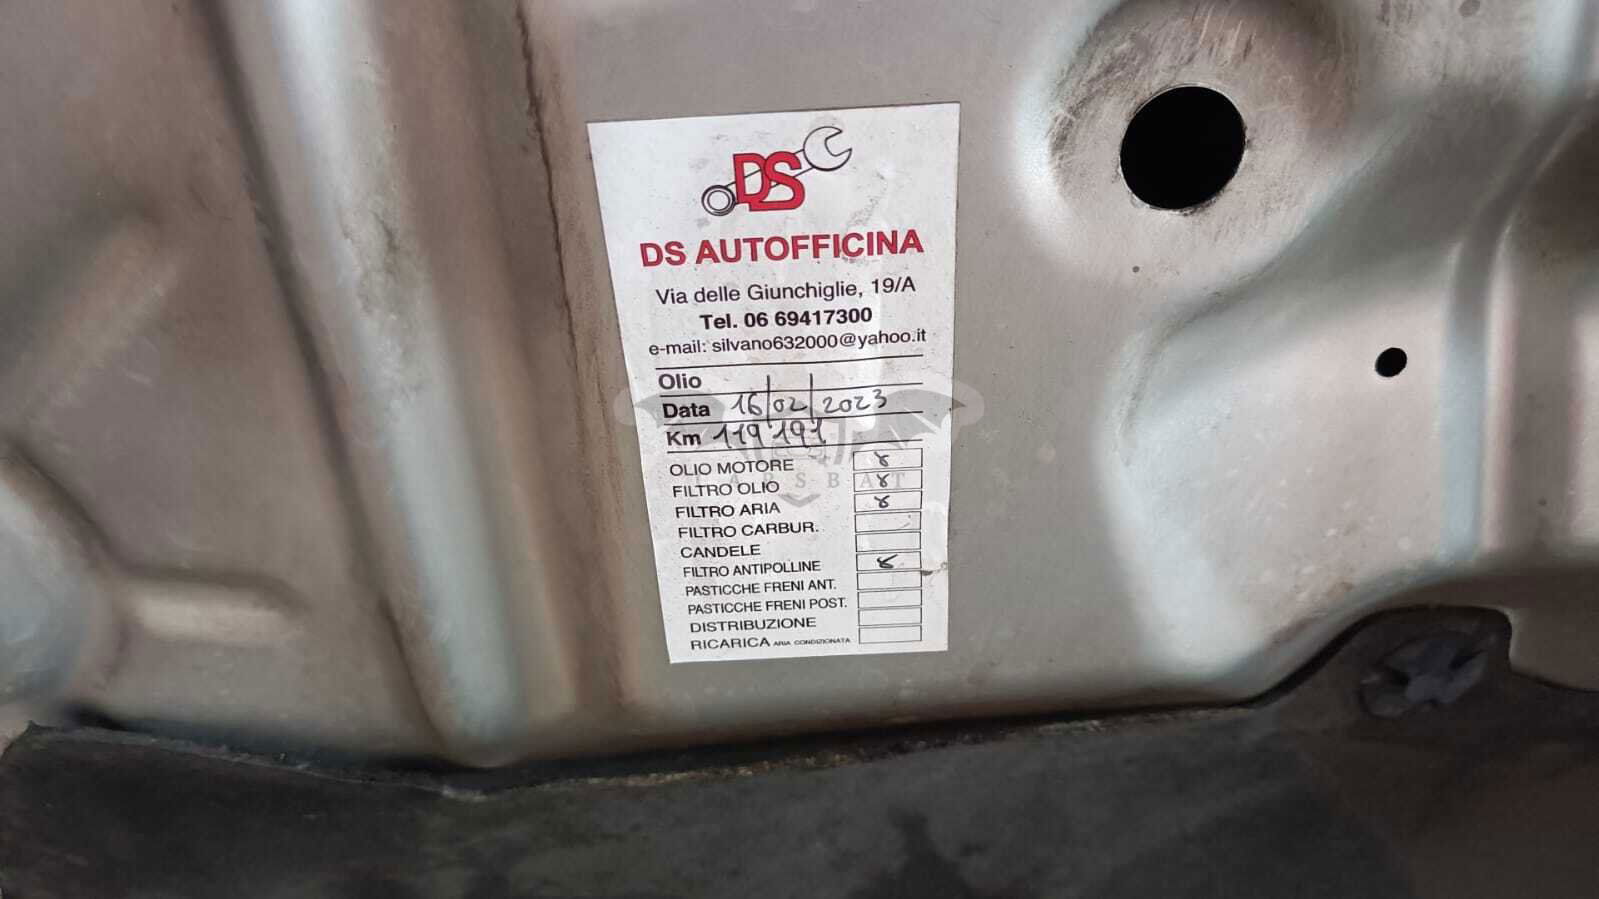 DS
DS AUTOFFICINA
Via delle Giunchiglie, 19/A
Tel. 06 69417300
e-mail: silvano632000@yahoo.it
Olio
Data 16/02/2023
Km 119191
OLIO MOTORE
FILTRO OLIO
FILTRO ARIA
FILTRO CARBUR.
CANDELE
FILTRO ANTIPOLLINE
PASTICCHE FRENI ANT.
PASTICCHE FRENI POST.
DISTRIBUZIONE
RICARICA ARIA CONDIZIONATA
CARSBAT